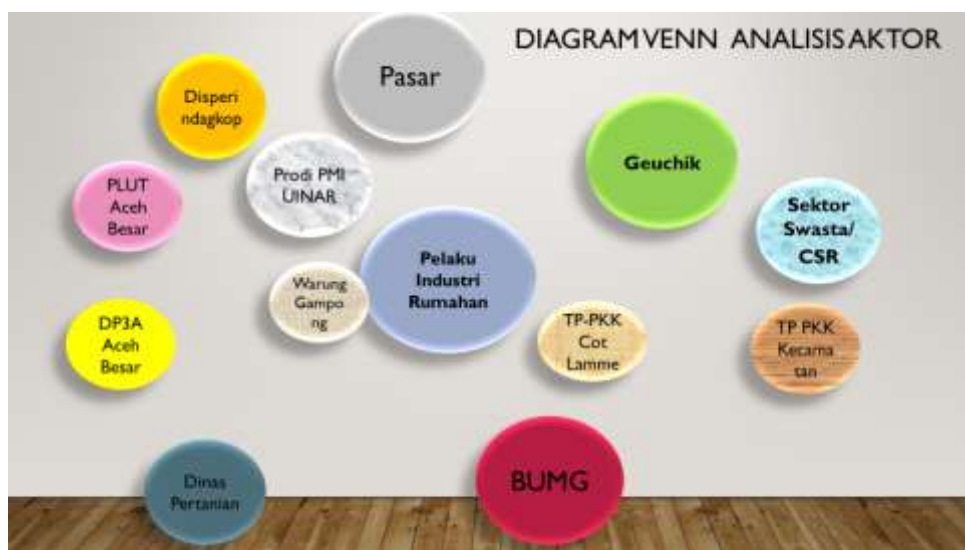 DIAGRAM VENN ANALISIS AKTOR
Pasar
Disperi
ndagkop
Geuchik
Prodi PMI
UINAR
PLUT
Aceh
Besar
Sektor
Swasta/
CSR
Pelaku
Industri
Rumahan
Warung
Gampo
ng
DP3A
Aceh
Besar
TP-PKK
Cot
Lamme
TP PKK
Kecama
tan
BUMG
Dinas
Pertanian